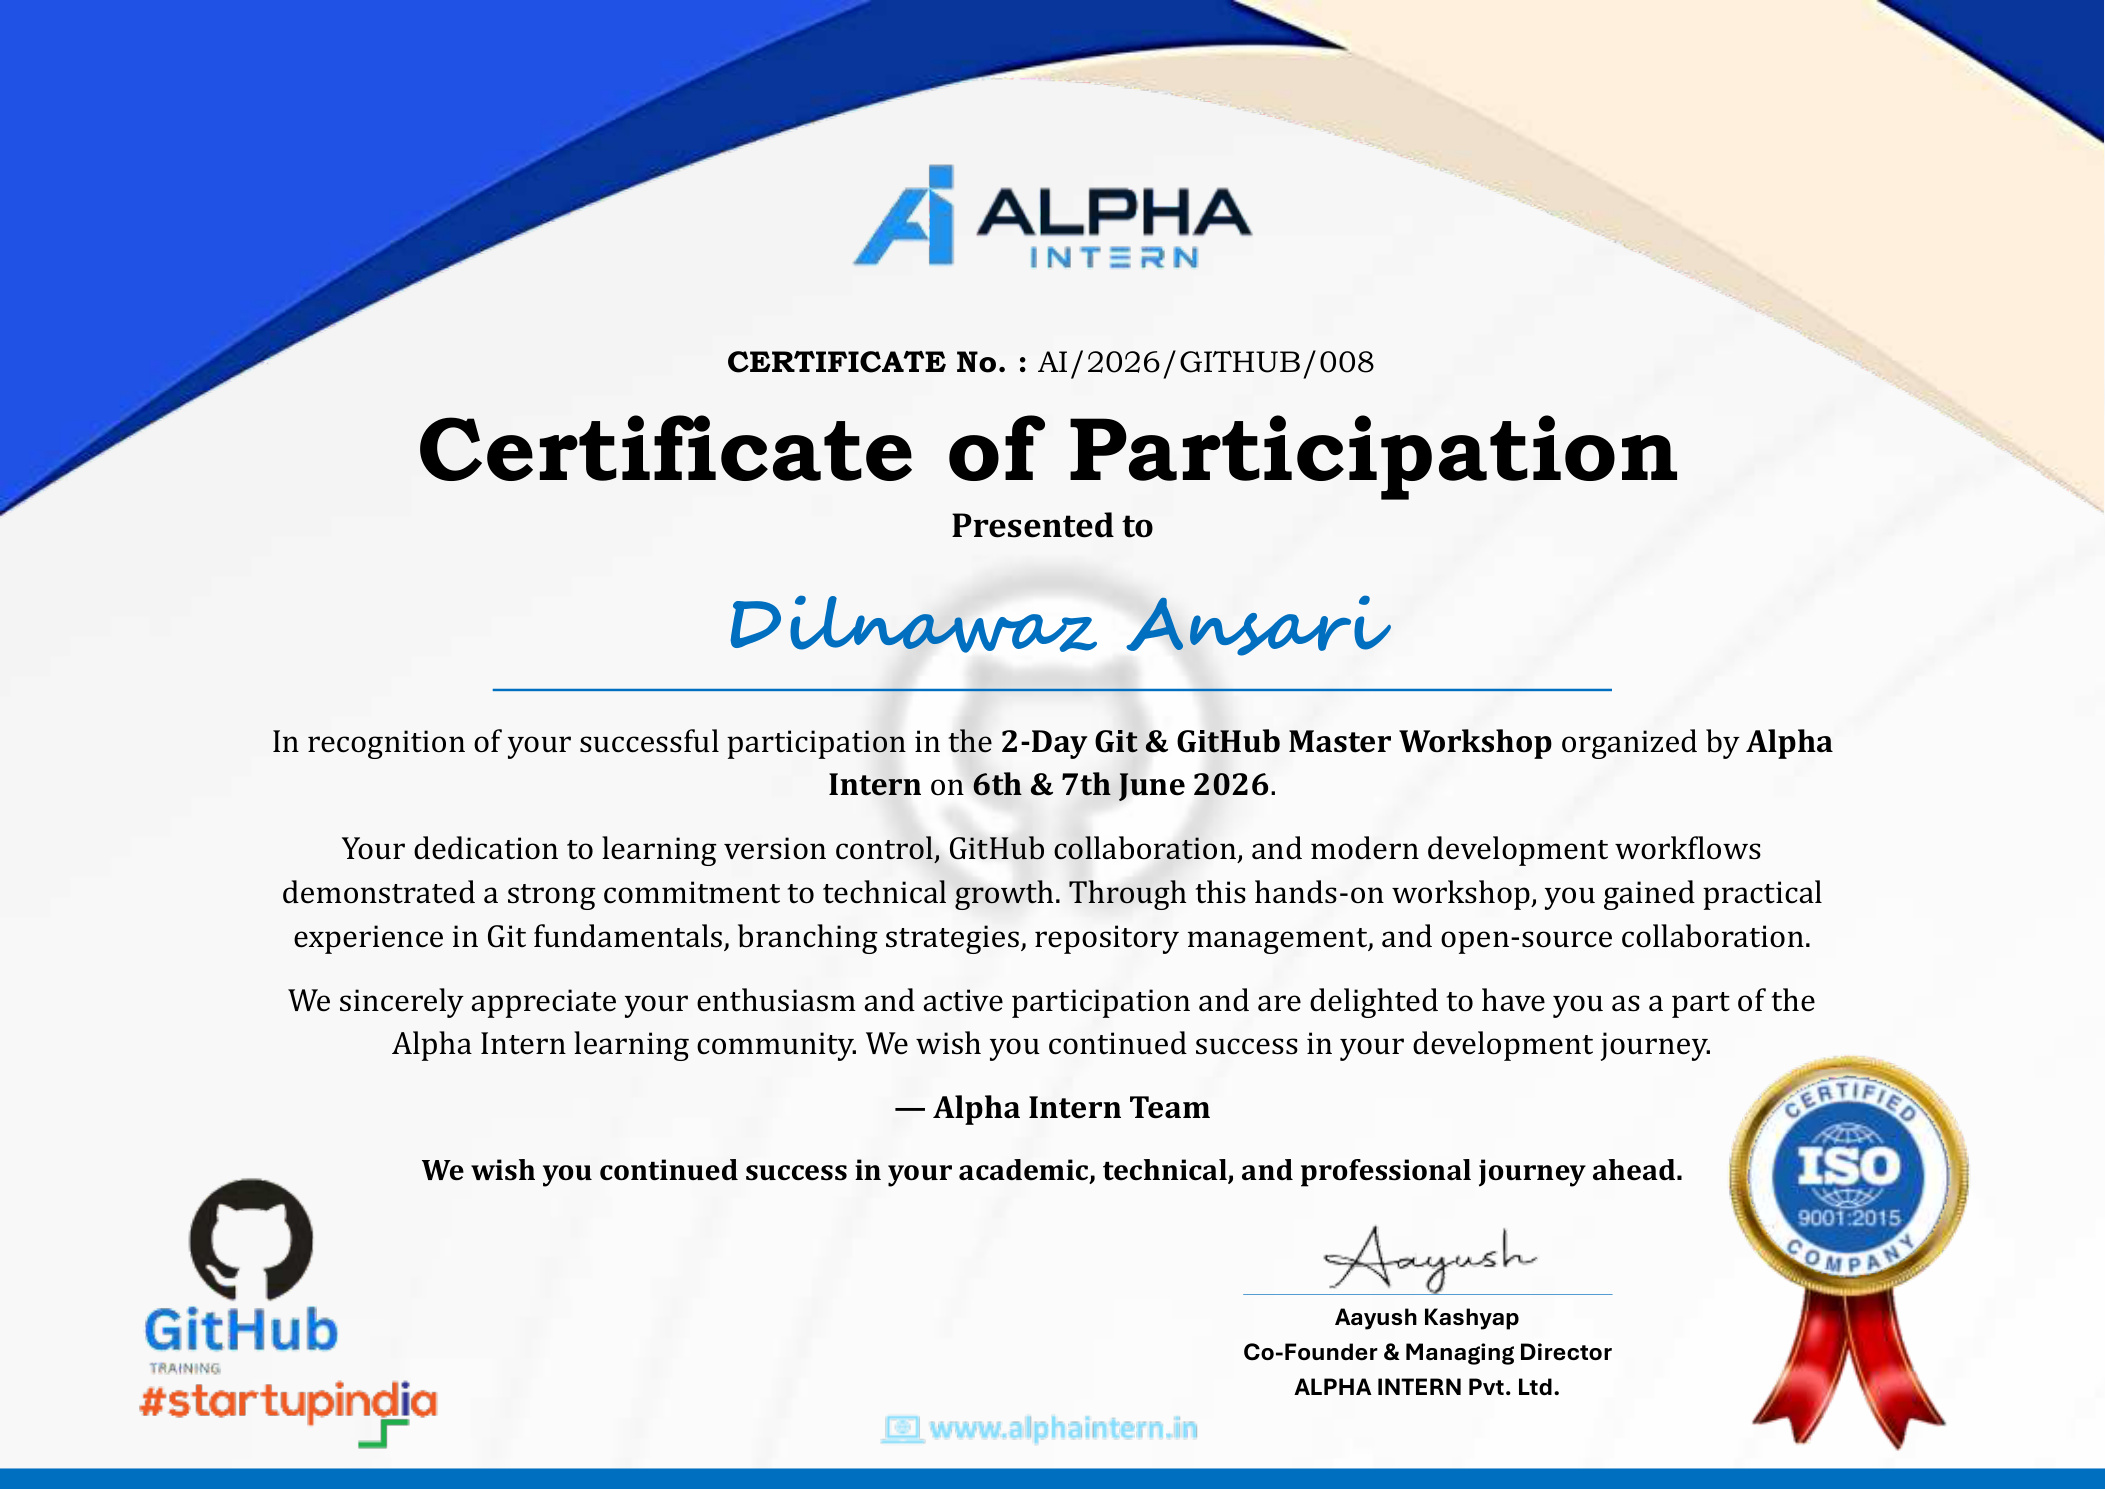 Ai ALPHA
INTERN
CERTIFICATE No. : AI/2026/GITHUB/008
Certificate of Participation
Presented to
Dilnawaz Ansari
In recognition of your successful participation in the 2-Day Git & GitHub Master Workshop organized by Alpha
Intern on 6th & 7th June 2026.
Your dedication to learning version control, GitHub collaboration, and modern development workflows
demonstrated a strong commitment to technical growth. Through this hands-on workshop, you gained practical
experience in Git fundamentals, branching strategies, repository management, and open-source collaboration.
We sincerely appreciate your enthusiasm and active participation and are delighted to have you as a part of the
Alpha Intern learning community. We wish you continued success in your development journey.
— Alpha Intern Team
We wish you continued success in your academic, technical, and professional journey ahead.
CERTIFIED
ISO
9001:2015
COMPANY
GitHub
TRAINING
#startupindia
Aayush
Aayush Kashyap
Co-Founder & Managing Director
ALPHA INTERN Pvt. Ltd.
www.alphaintern.in